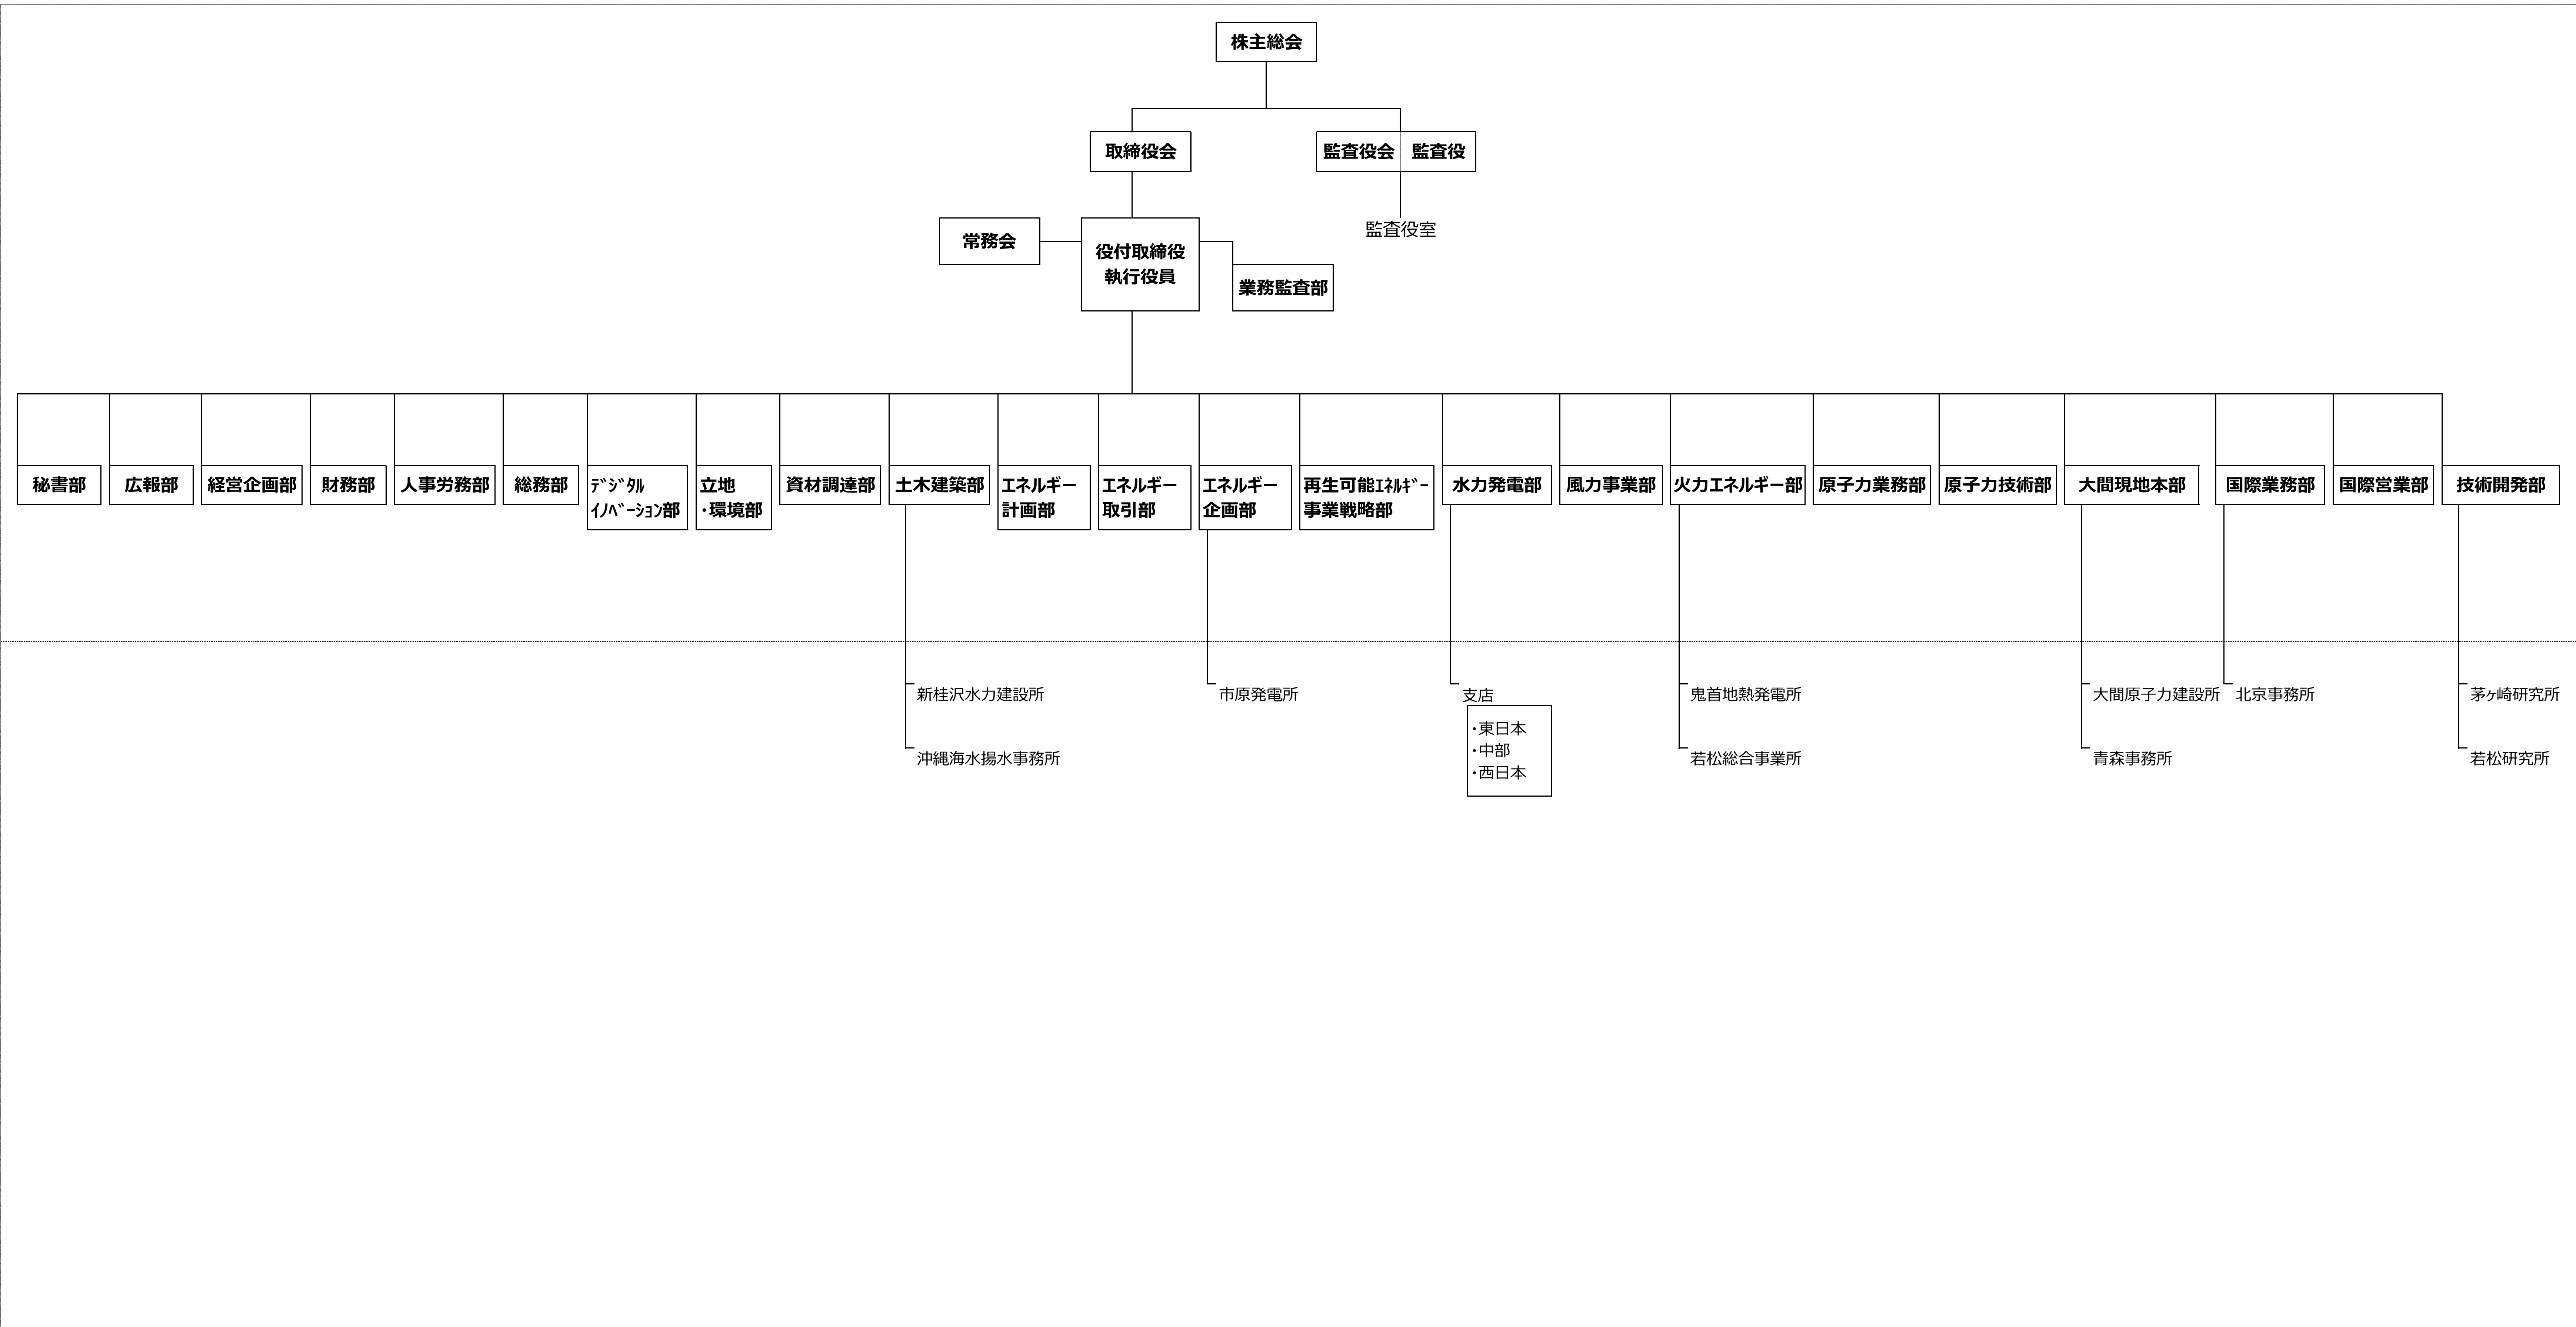 株主総会
取締役会
監査役会
監査役
常務会
役付取締役
執行役員
監査役室
業務監査部
秘書部
広報部
経営企画部
財務部
人事労務部
総務部
ﾃﾞｼﾞﾀﾙ
ｲﾉﾍﾞｰｼｮﾝ部
立地
・環境部
資材調達部
土木建築部
エネルギー
計画部
エネルギー
取引部
エネルギー
企画部
再生可能ｴﾈﾙｷﾞｰ
事業戦略部
水力発電部
風力事業部
火力エネルギー部
原子力業務部
原子力技術部
大間現地本部
国際業務部
国際営業部
技術開発部
新桂沢水力建設所
沖縄海水揚水事務所
市原発電所
支店
・東日本
・中部
・西日本
鬼首地熱発電所
若松総合事業所
大間原子力建設所
青森事務所
北京事務所
茅ヶ崎研究所
若松研究所